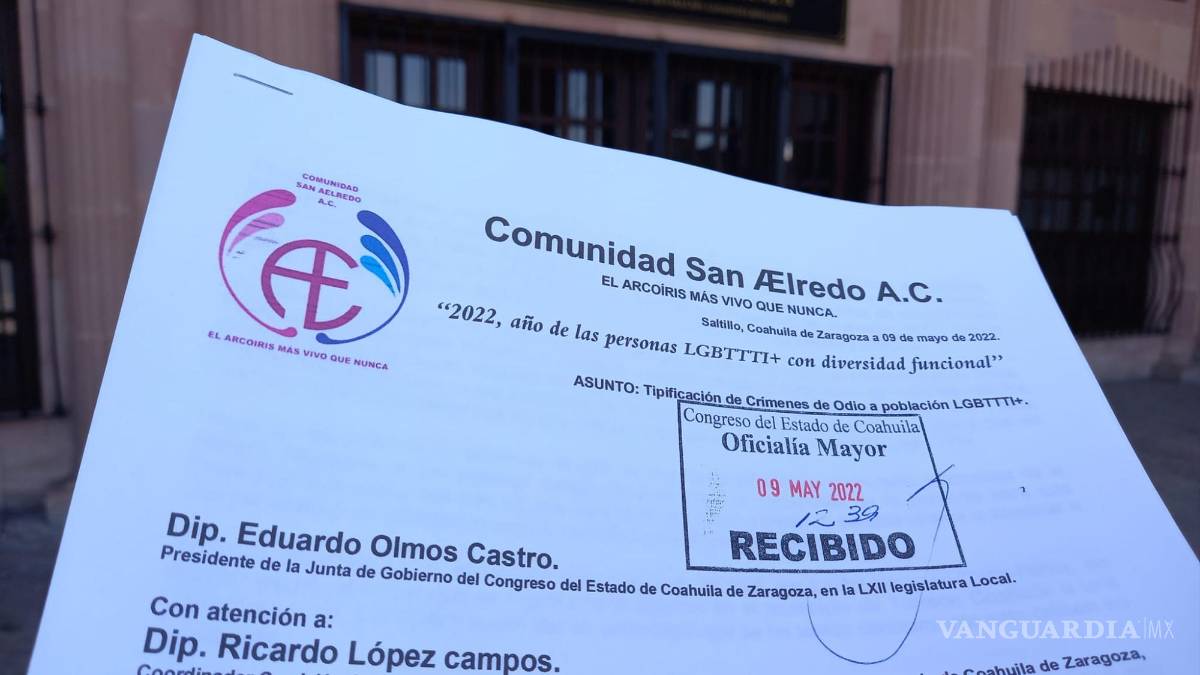 COMUNIDAD
SAN AELREDO
A.C.
Æ
EL ARCOIRIS MÁS VIVO QUE NUNCA
Comunidad San Ælredo A.C.
EL ARCOÍRIS MÁS VIVO QUE NUNCA.
Saltillo, Coahuila de Zaragoza a 09 de mayo de 2022.
“2022, año de las personas LGBTTTI+ con diversidad funcional”
ASUNTO: Tipificación de Crímenes de Odio a población LGBTTTI+.
Congreso del Estado de Coahuila
Oficialía Mayor
09 MAY 2022
12 39
RECIBIDO
Dip. Eduardo Olmos Castro.
Presidente de la Junta de Gobierno del Congreso del Estado de Coahuila de Zaragoza, en la LXII legislatura Local.
Con atención a:
Dip. Ricardo López campos.
de Coahuila de Zaragoza,
VANGUARDIA|MX